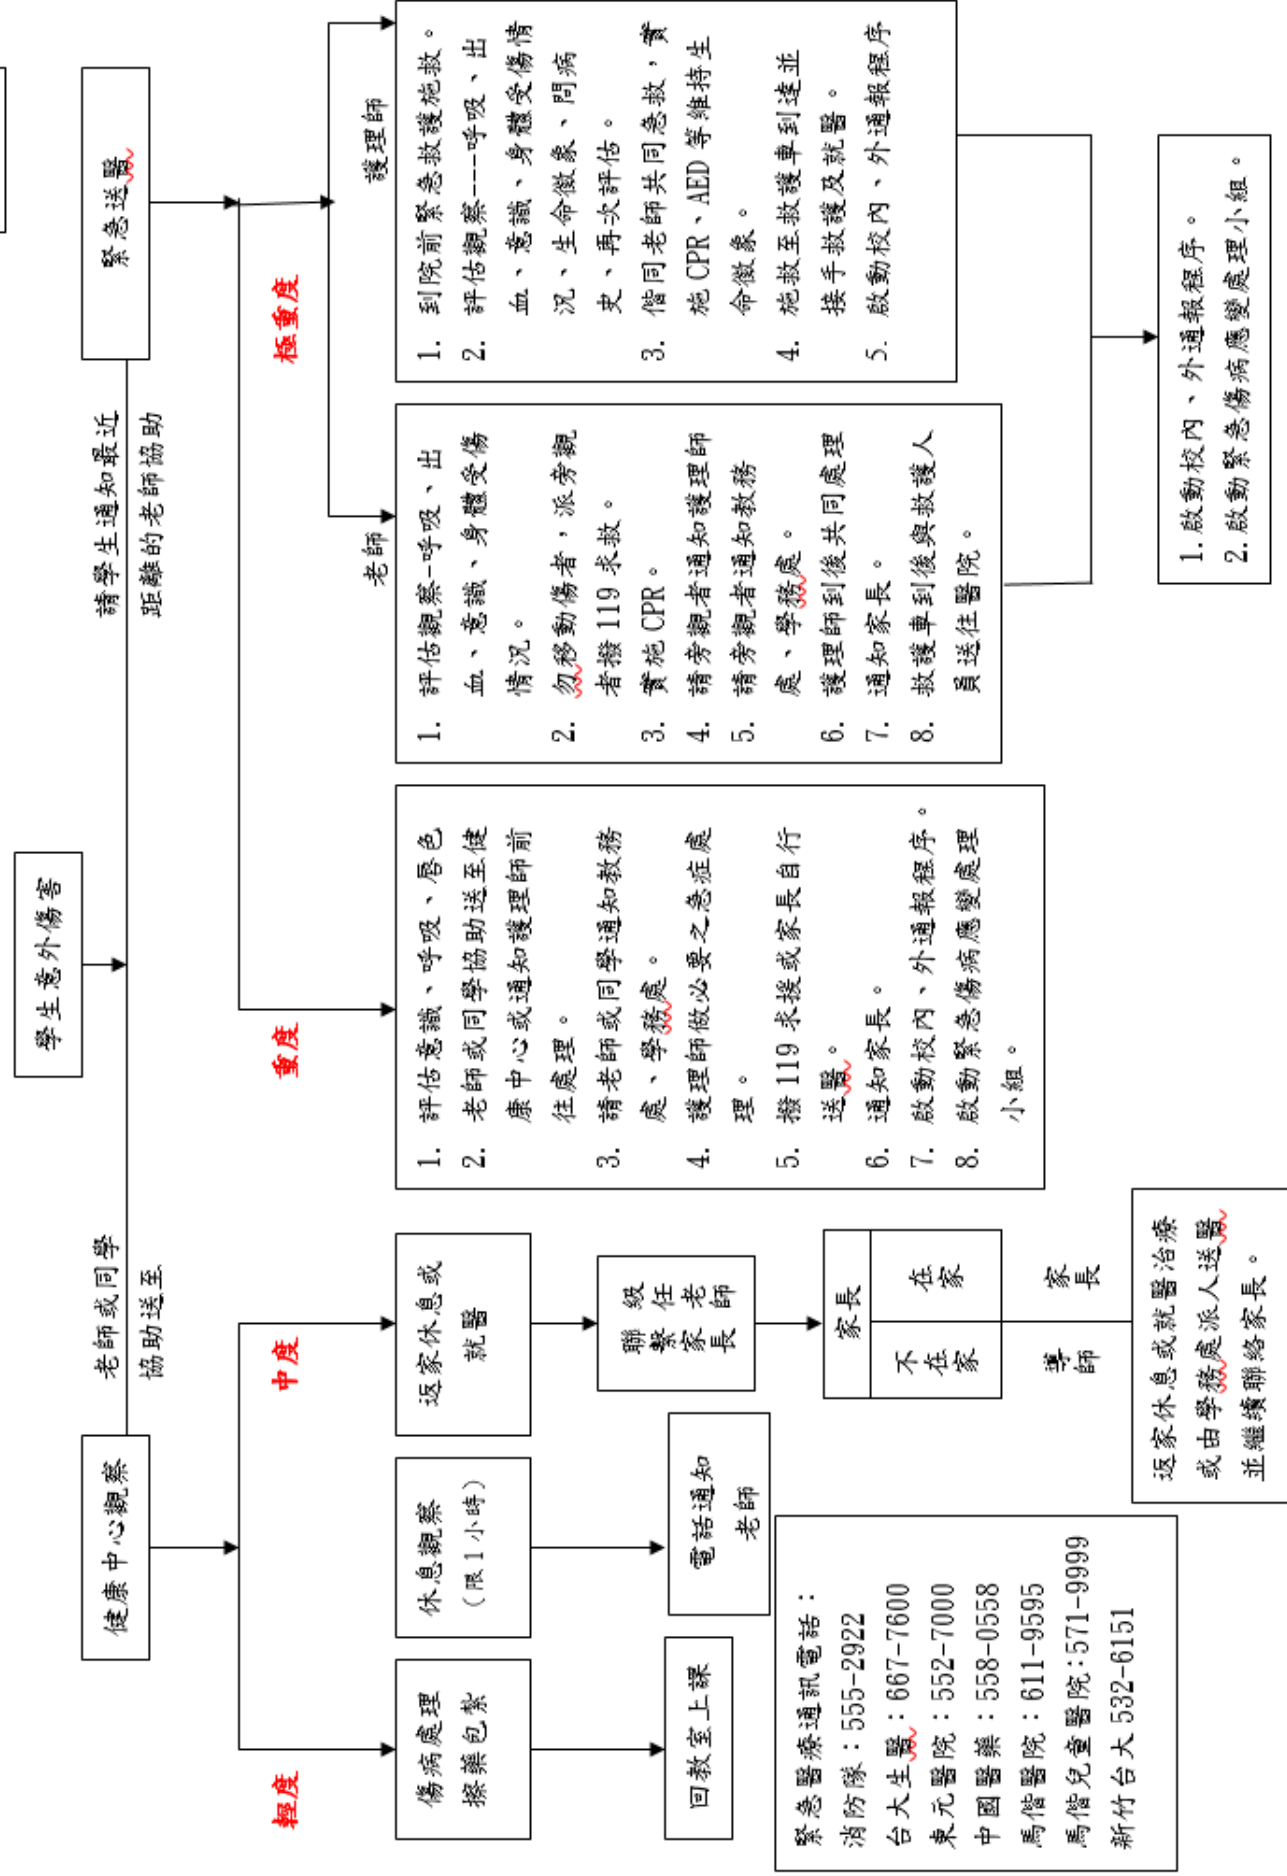 學生意外傷害
老師或同學
協助送至
請學生通知最近
距離的老師協助
健康中心觀察
緊急送醫
輕度
中度
重度
極重度
傷病處理
擦藥包紮
休息觀察
(限1小時)
返家休息或
就醫
1. 評估意識、呼吸、唇色
2. 老師或同學協助送至健
康中心或通知護理師前
往處理。
3. 請老師或同學通知教務
處、學務處。
4. 護理師做必要之急症處
理。
5. 撥119求援或家長自行
送醫。
6. 通知家長。
7. 啟動校內、外通報程序。
8. 啟動緊急傷病應變處理
小組。
老師
1. 評估觀察-呼吸、出
血、意識、身體受傷
情況。
2. 勿移動傷者，派旁觀
者撥119求救。
3. 實施CPR。
4. 請旁觀者通知護理師
5. 請旁觀者通知教務
處、學務處。
6. 護理師到後共同處理
7. 通知家長。
8. 救護車到後與救護人
員送往醫院。
護理師
1. 到院前緊急救護施救。
2. 評估觀察---呼吸、出
血、意識、身體受傷情
況、生命徵象、問病
史、再次評估。
3. 偕同老師共同急救，實
施CPR、AED等維持生
命徵象。
4. 施救至救護車到達並
接手救護及就醫。
5. 啟動校內、外通報程序
回教室上課
電話通知
老師
級任老師
聯繫家長
家長
不在家
在家
導師
家長
返家休息或就醫治療
或由學務處派人送醫
並繼續聯絡家長。
1.啟動校內、外通報程序。
2.啟動緊急傷病應變處理小組。
緊急醫療通訊電話：
消防隊：555-2922
台大生醫：667-7600
東元醫院：552-7000
中國醫藥：558-0558
馬偕醫院：611-9595
馬偕兒童醫院:571-9999
新竹台大532-6151